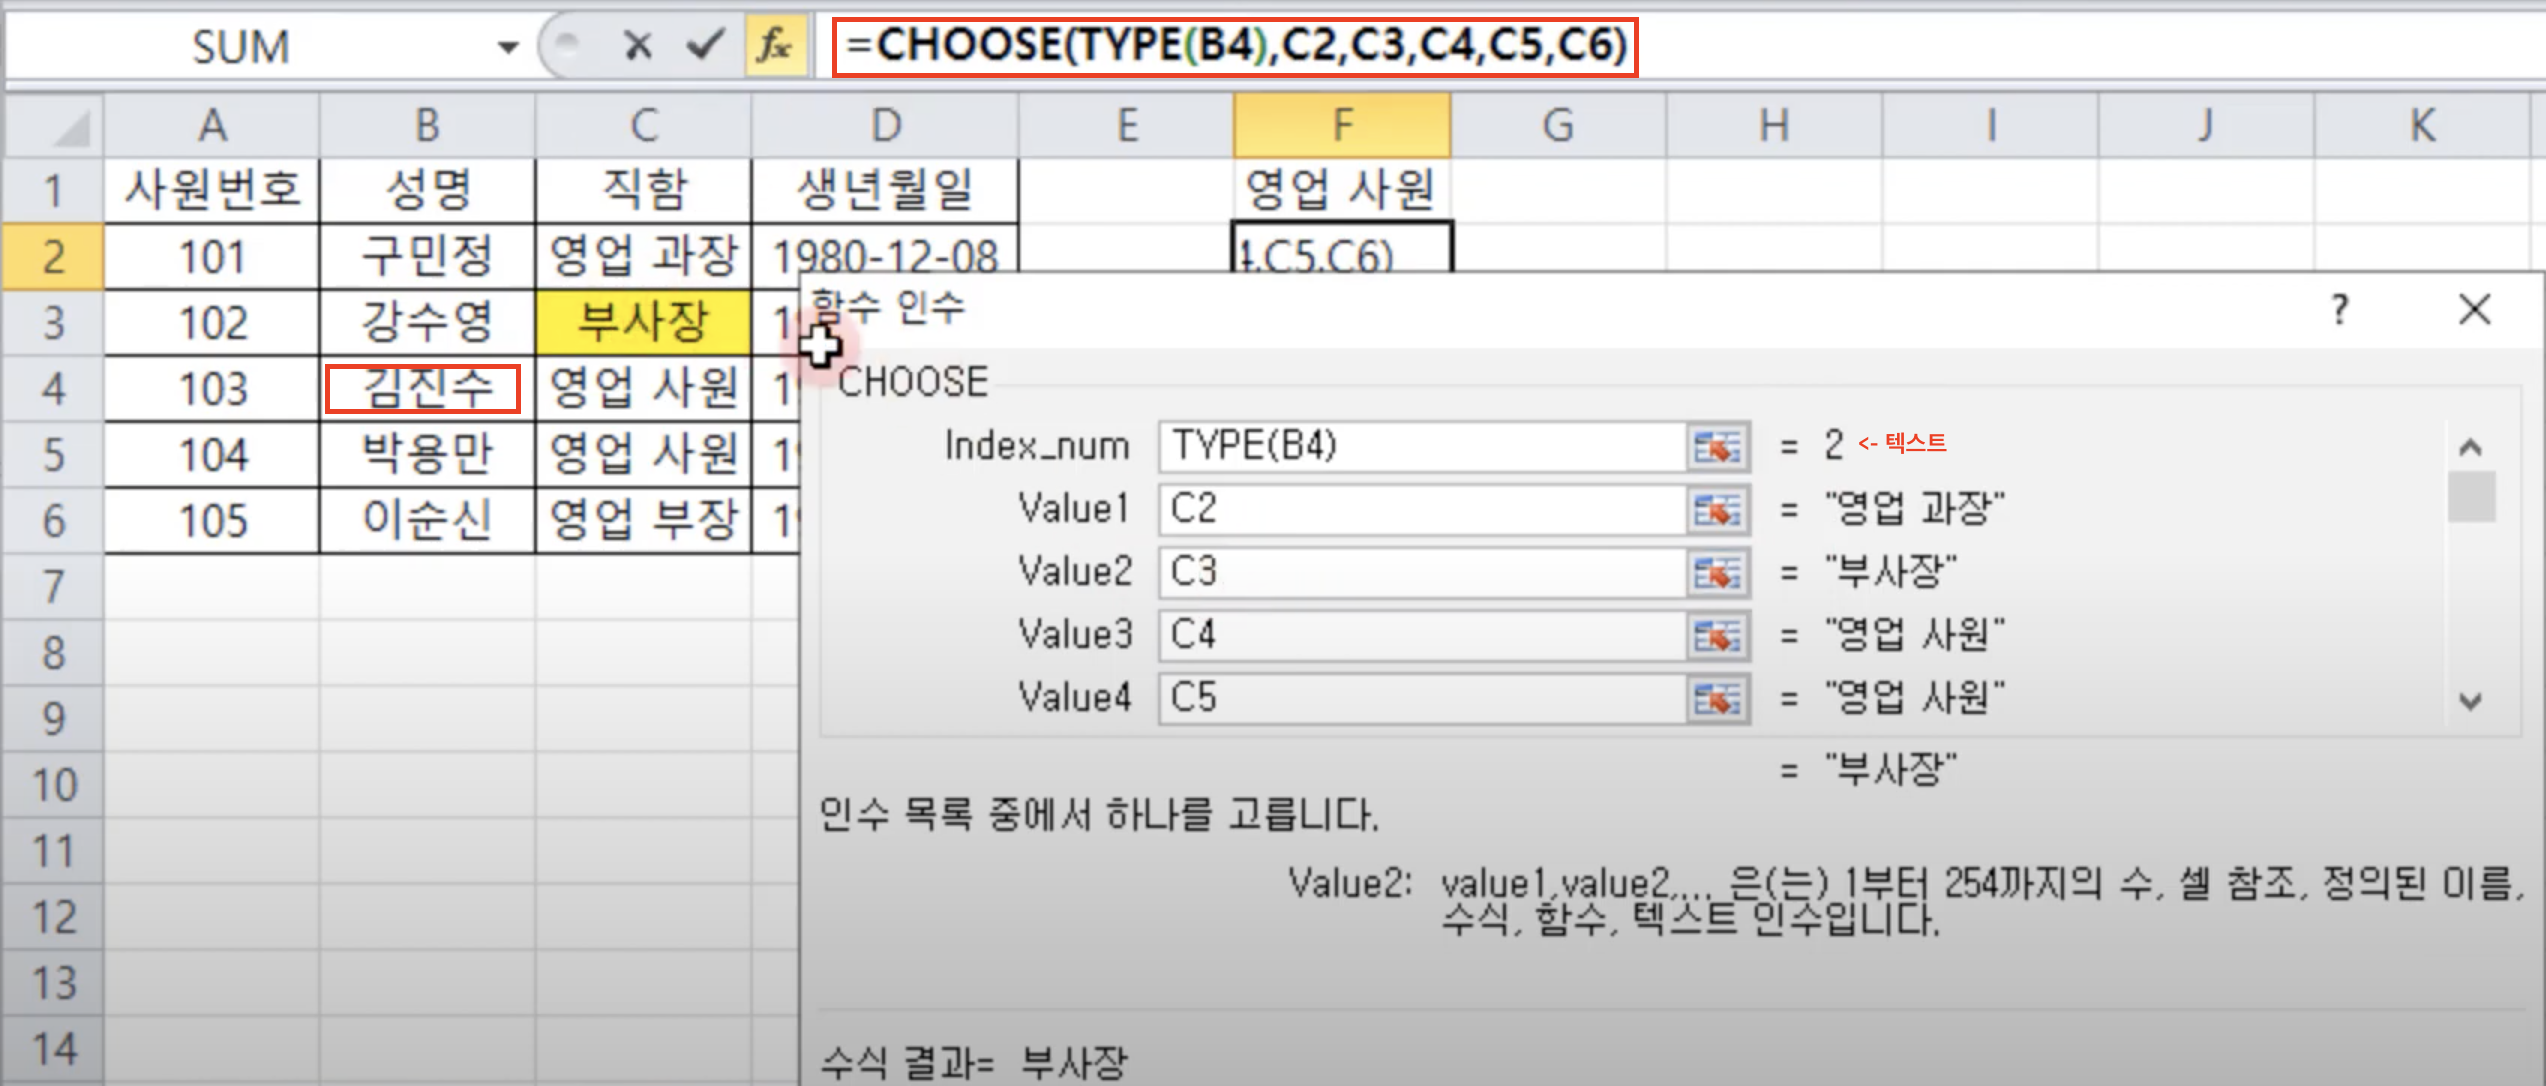 SUM =CHOOSE(TYPE(B4),C2,C3,C4,C5,C6)
A B C D E F G H I J K
1 사원번호 성명 직함 생년월일 영업 사원
2 101 구민정 영업 과장 1980-12-08 4,C5,C6)
함수 인수 ?
3 102 강수영 부사장
CHOOSE
4 103 김진수 영업 사원
Index_num TYPE(B4) = 2 <- 텍스트
5 104 박용만 영업 사원
Value1 C2 = "영업 과장"
6 105 이순신 영업 부장
Value2 C3 = "부사장"
7
Value3 C4 = "영업 사원"
8
Value4 C5 = "영업 사원"
9
= "부사장"
10
인수 목록 중에서 하나를 고릅니다.
11
Value2: value1,value2,... 은(는) 1부터 254까지의 수, 셀 참조, 정의된 이름,
수식, 함수, 텍스트 인수입니다.
12
13
14
수식 결과= 부사장